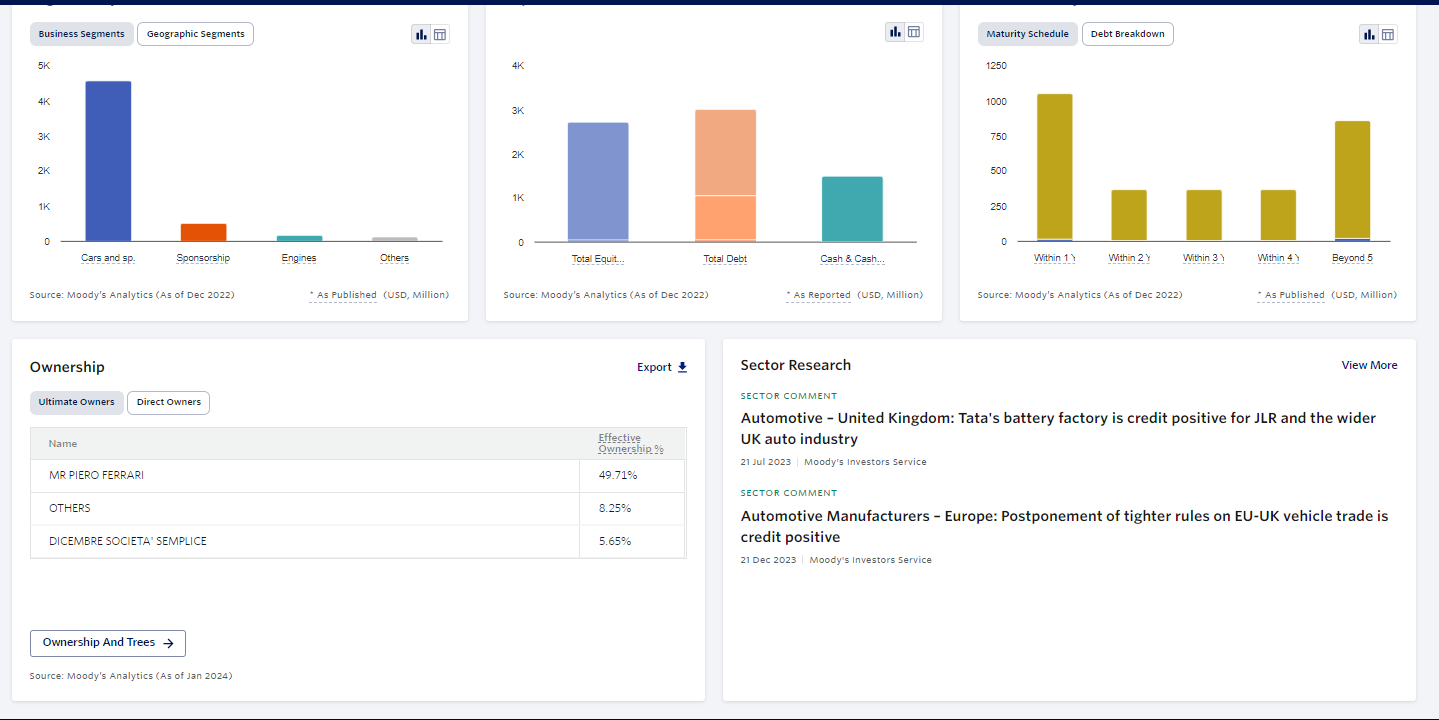 Business Segments
Geographic Segments
5K
4K
3K
2K
1K
0
Cars and sp.
Sponsorship
Engines
Others
Source: Moody's Analytics (As of Dec 2022)
* As Published (USD, Million)
4K
3K
2K
1K
0
Total Equit...
Total Debt
Cash & Cash...
Source: Moody's Analytics (As of Dec 2022)
* As Reported (USD, Million)
Maturity Schedule
Debt Breakdown
1250
1000
750
500
250
0
Within 1
Within 2
Within 3
Within 4
Beyond 5
Source: Moody's Analytics (As of Dec 2022)
* As Published (USD, Million)
Ownership
Export
Ultimate Owners
Direct Owners
Name
Effective
Ownership %
MR PIERO FERRARI 49.71%
OTHERS 8.25%
DICEMBRE SOCIETA' SEMPLICE 5.65%
Ownership And Trees
Source: Moody's Analytics (As of Jan 2024)
Sector Research
View More
SECTOR COMMENT
Automotive – United Kingdom: Tata's battery factory is credit positive for JLR and the wider
UK auto industry
21 Jul 2023 | Moody's Investors Service
SECTOR COMMENT
Automotive Manufacturers – Europe: Postponement of tighter rules on EU-UK vehicle trade is
credit positive
21 Dec 2023 | Moody's Investors Service